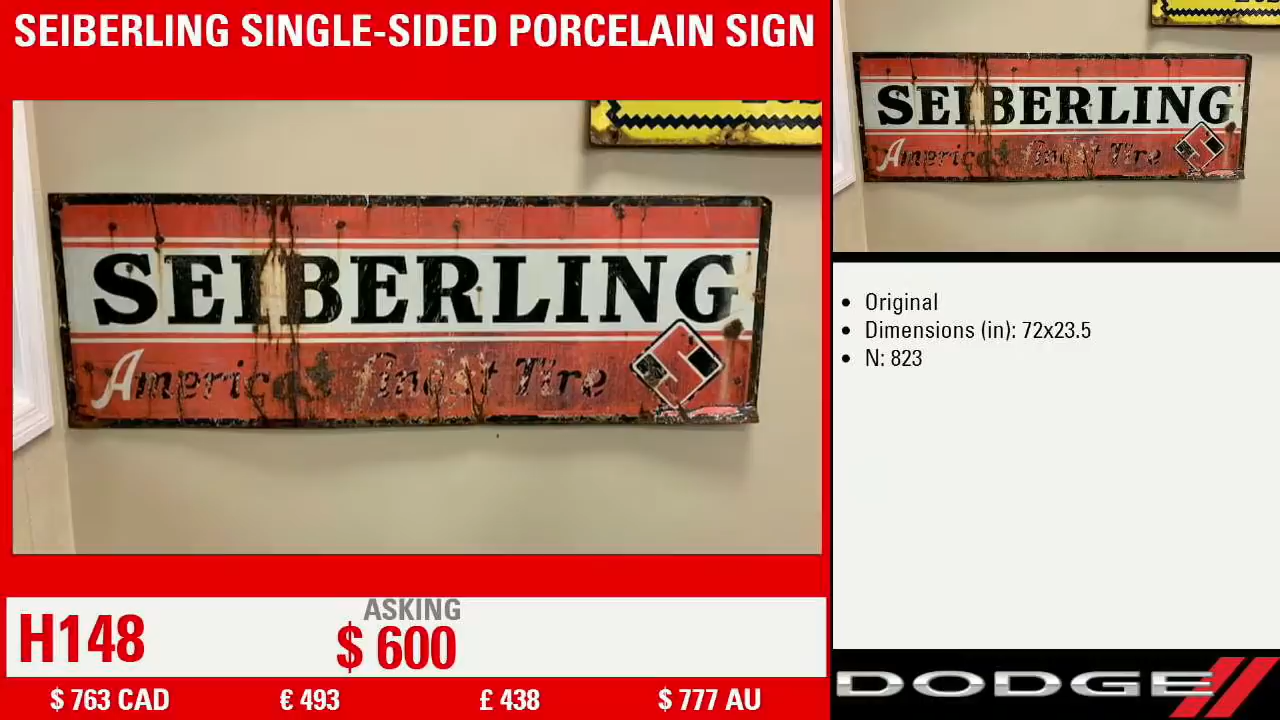 SEIBERLING SINGLE-SIDED PORCELAIN SIGN
SEIBERLING
America's finest Tire
SEIBERLING
America's finest Tire
• Original
• Dimensions (in): 72x23.5
• N: 823
H148
ASKING
$ 600
$ 763 CAD
€ 493
£ 438
$ 777 AU
DODGE